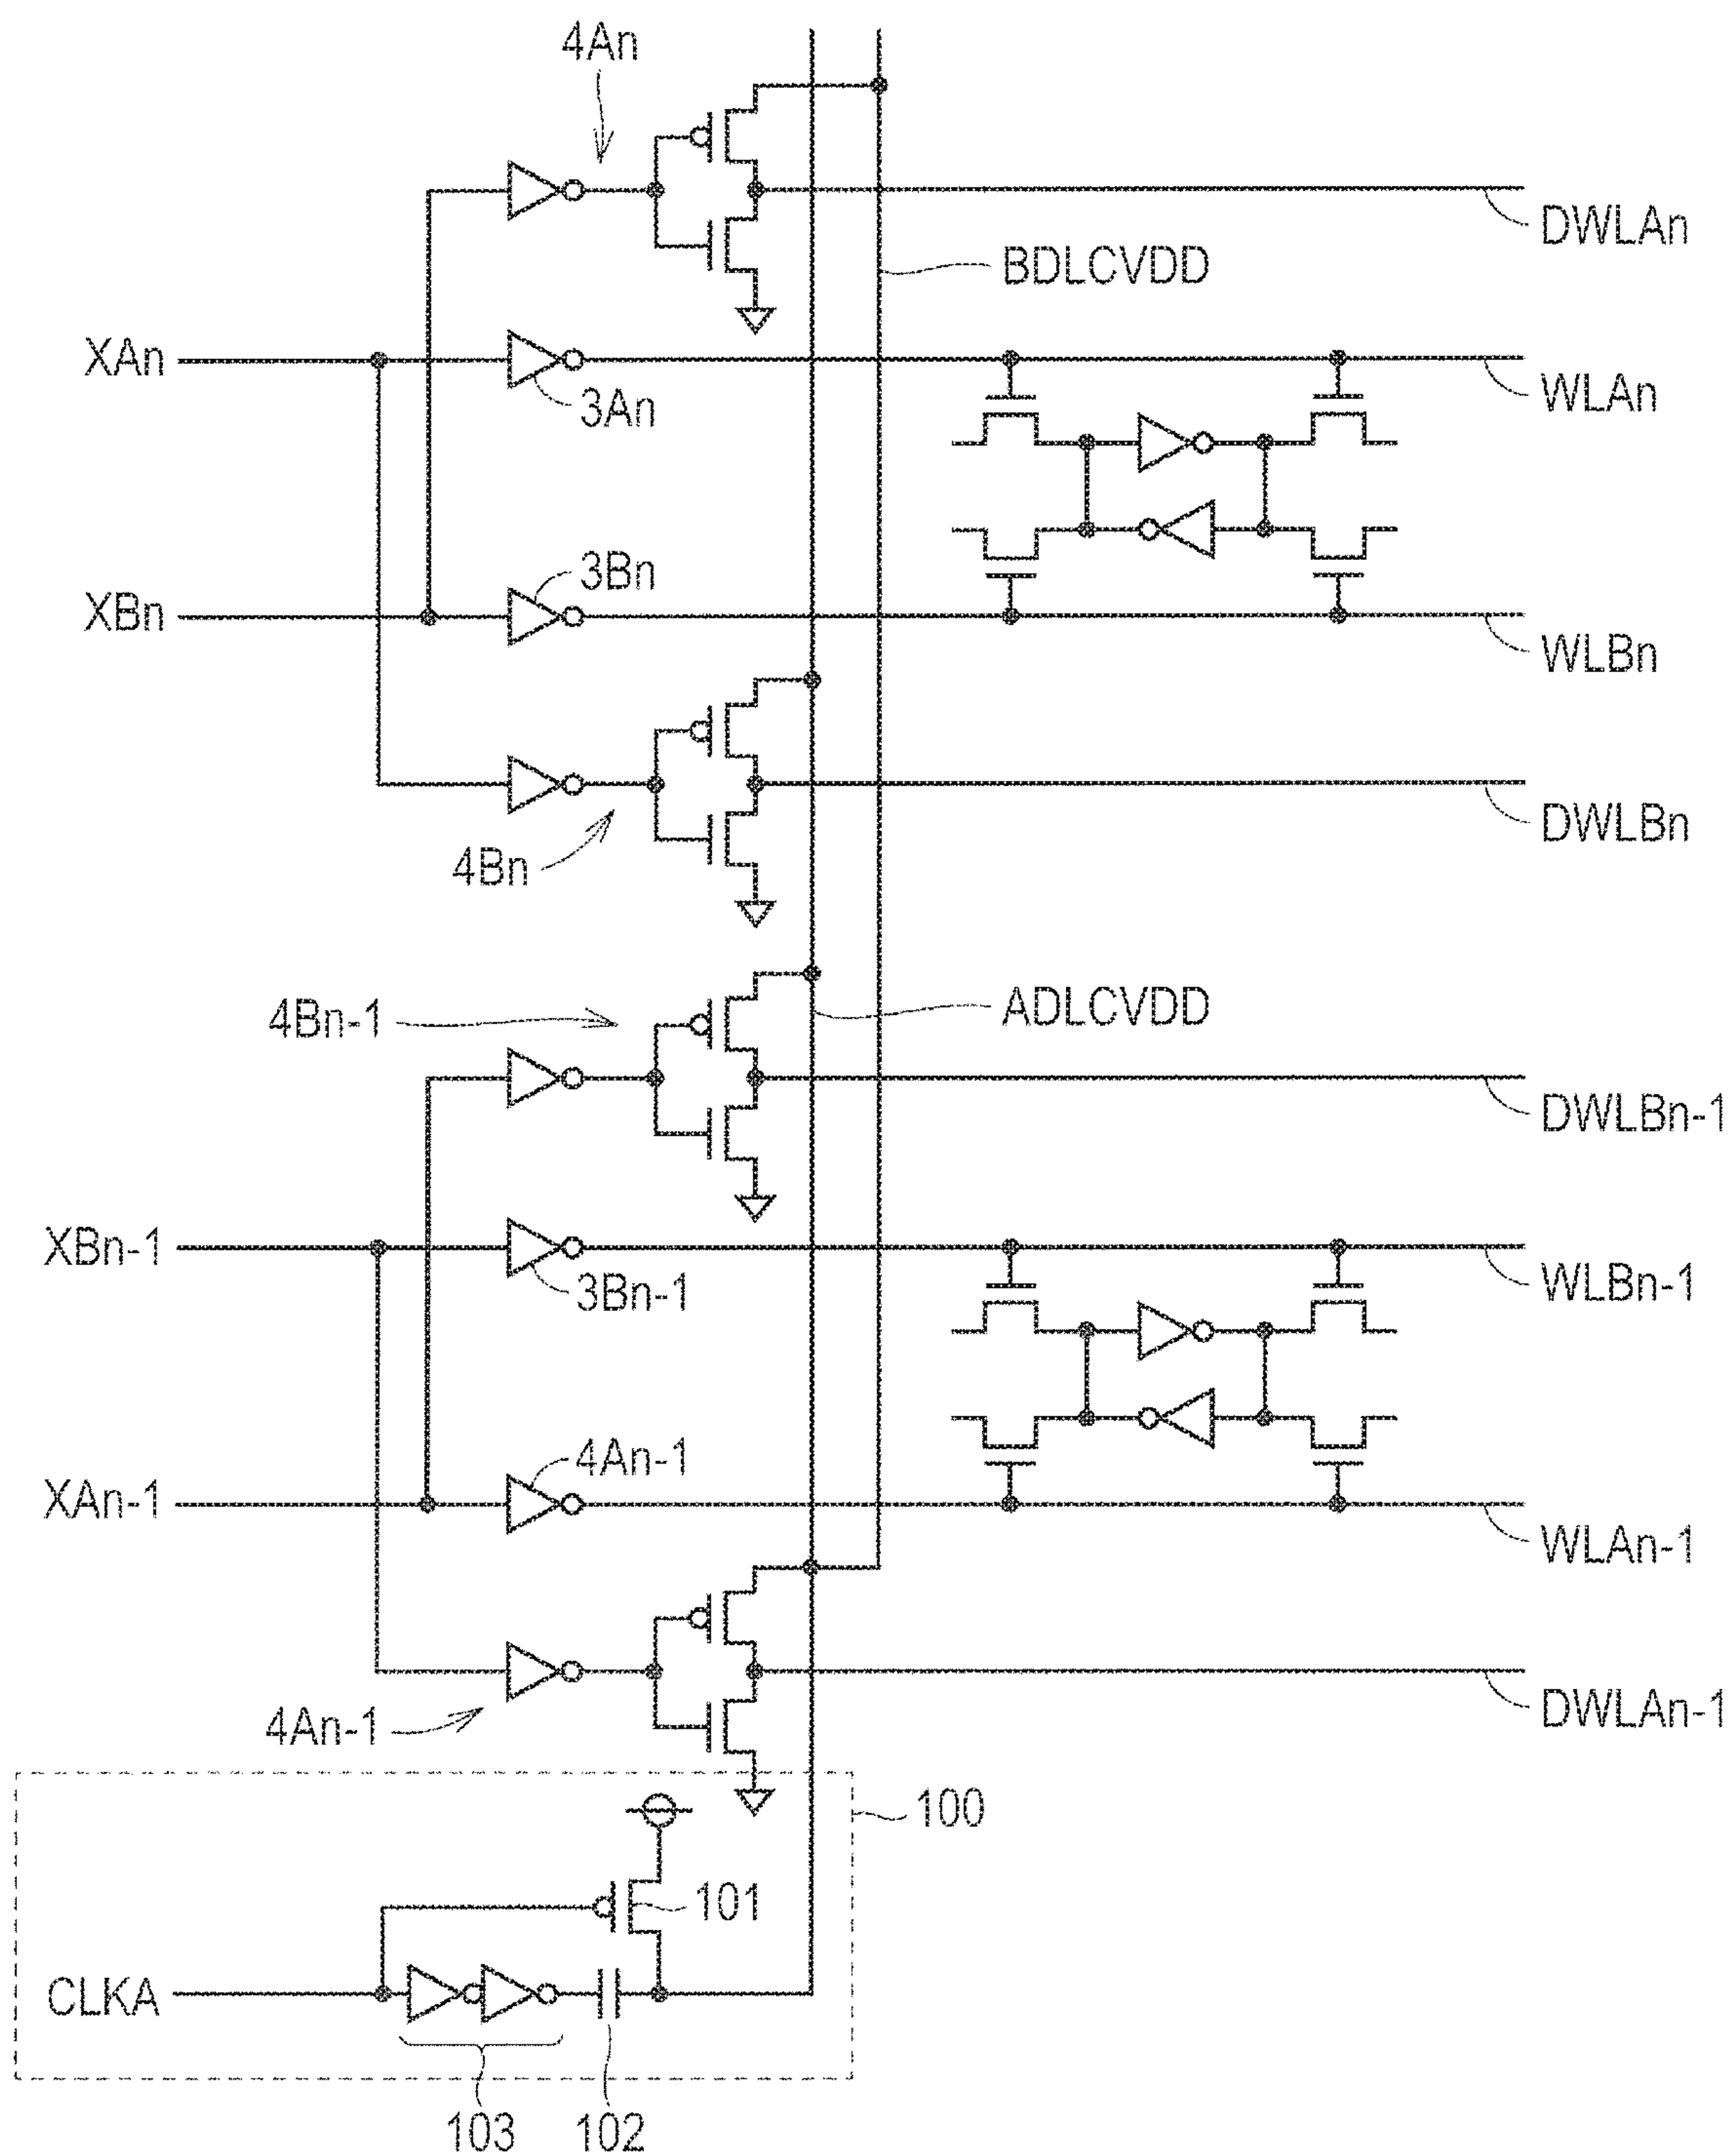 4An
DWLAn
BDLCVDD
XAn
3An
WLAn
3Bn
XBn
WLBn
4Bn
DWLBn
4Bn-1
ADLCVDD
DWLBn-1
XBn-1
3Bn-1
WLBn-1
4An-1
XAn-1
WLAn-1
4An-1
DWLAn-1
100
101
CLKA
103
102